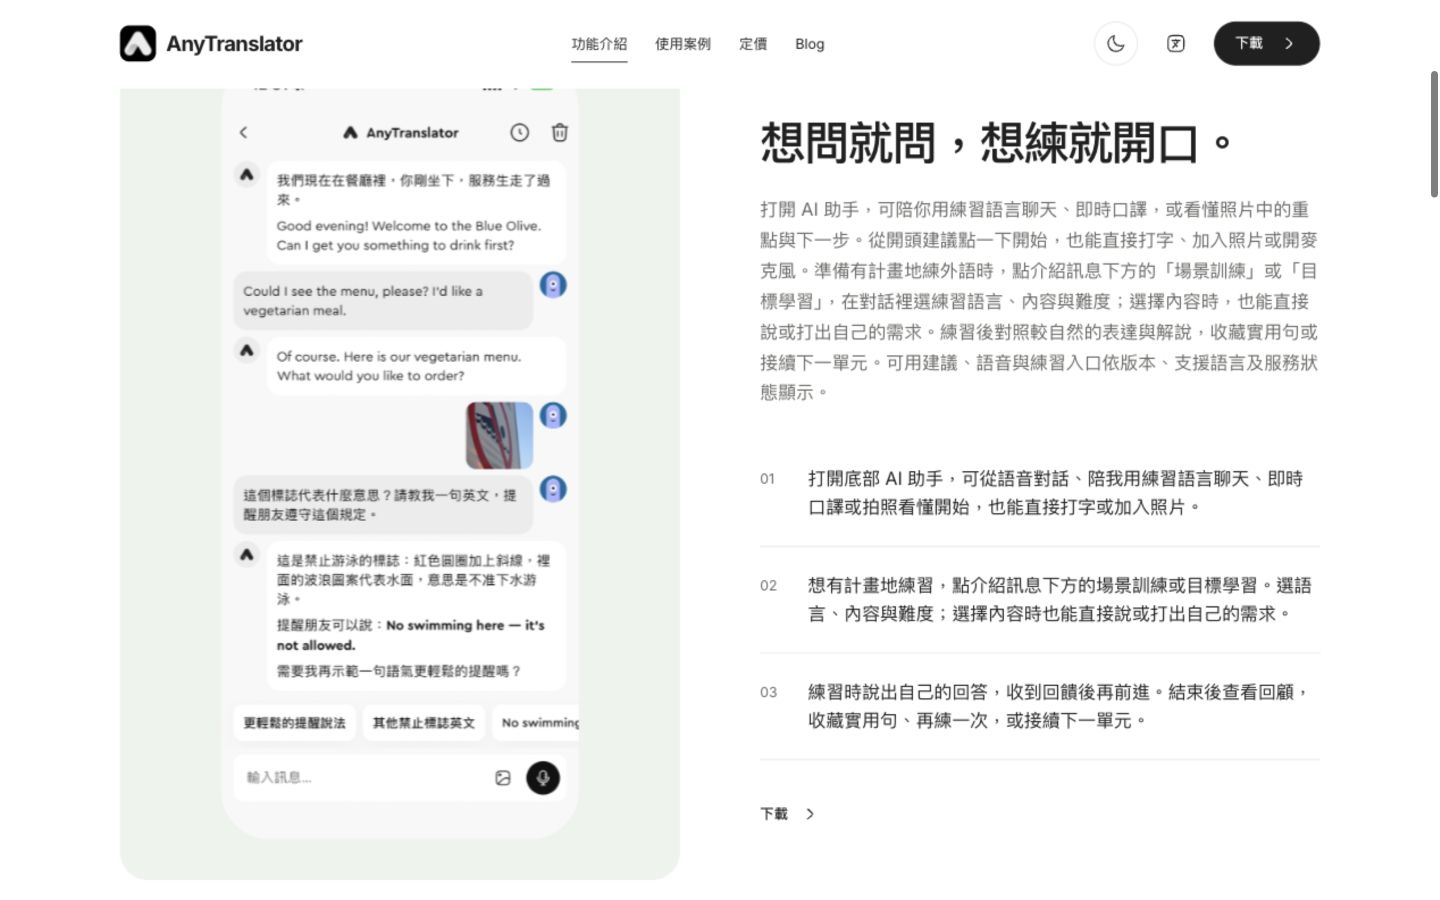 AnyTranslator
功能介紹
使用案例
定價
Blog
下載
AnyTranslator
我們現在在餐廳裡，你剛坐下，服務生走了過
來。
Good evening! Welcome to the Blue Olive.
Can I get you something to drink first?
Could I see the menu, please? I'd like a
vegetarian meal.
Of course. Here is our vegetarian menu.
What would you like to order?
這個標誌代表什麼意思？請教我一句英文，提
醒朋友遵守這個規定。
這是禁止游泳的標誌：紅色圓圈加上斜線，裡
面的波浪圖案代表水面，意思是不准下水游
泳。
提醒朋友可以說：No swimming here — it's
not allowed.
需要我再示範一句語氣更輕鬆的提醒嗎？
更輕鬆的提醒說法
其他禁止標誌英文
No swimming
輸入訊息...
想問就問，想練就開口。
打開 AI 助手，可陪你用練習語言聊天、即時口譯，或看懂照片中的重
點與下一步。從開頭建議點一下開始，也能直接打字、加入照片或開麥
克風。準備有計畫地練外語時，點介紹訊息下方的「場景訓練」或「目
標學習」，在對話裡選練習語言、內容與難度；選擇內容時，也能直接
說或打出自己的需求。練習後對照較自然的表達與解說，收藏實用句或
接續下一單元。可用建議、語音與練習入口依版本、支援語言及服務狀
態顯示。
01
打開底部 AI 助手，可從語音對話、陪我用練習語言聊天、即時
口譯或拍照看懂開始，也能直接打字或加入照片。
02
想有計畫地練習，點介紹訊息下方的場景訓練或目標學習。選語
言、內容與難度；選擇內容時也能直接說或打出自己的需求。
03
練習時說出自己的回答，收到回饋後再前進。結束後查看回顧，
收藏實用句、再練一次，或接續下一單元。
下載